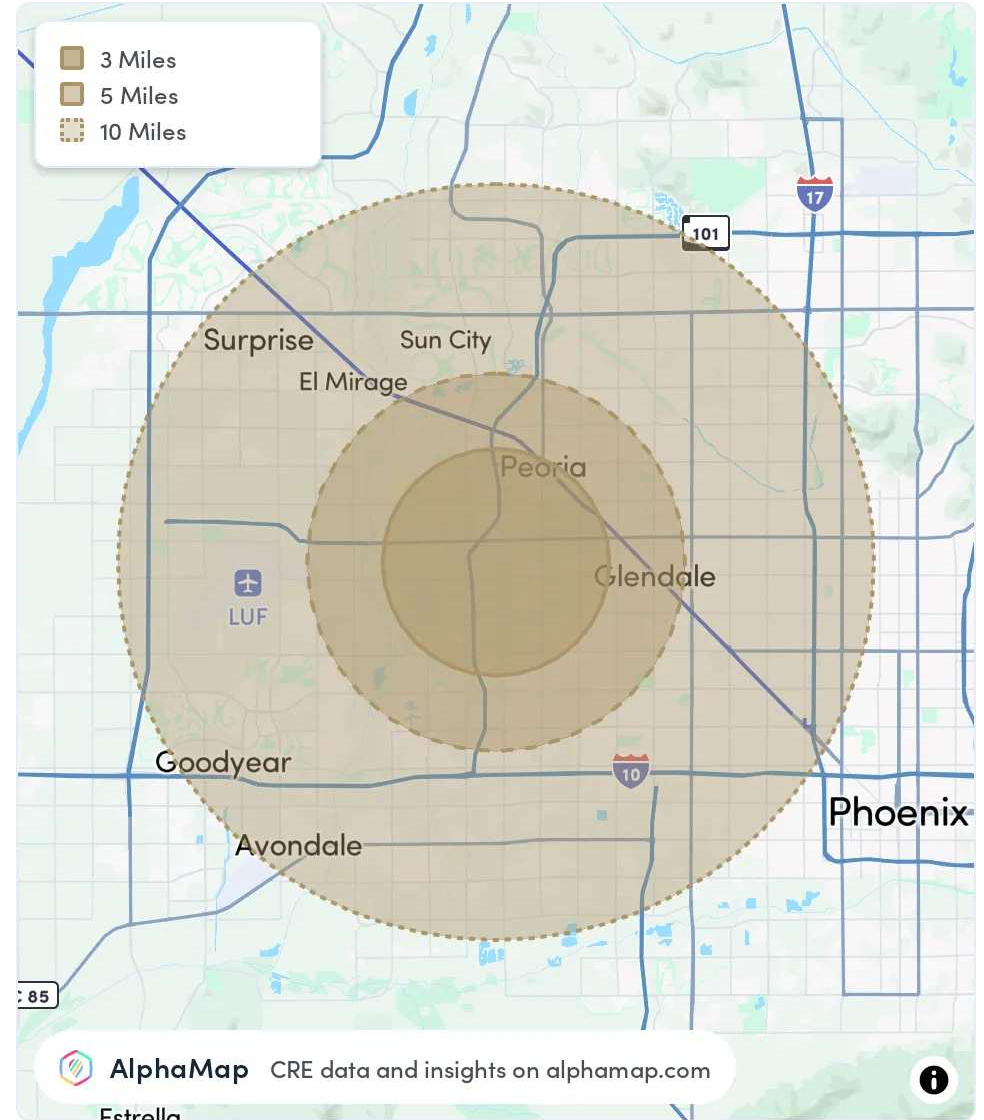 3 Miles
5 Miles
10 Miles
17
101
Surprise
Sun City
El Mirage
Peoria
Glendale
LUF
Goodyear
10
Phoenix
Avondale
85
AlphaMap CRE data and insights on alphamap.com
Estrella